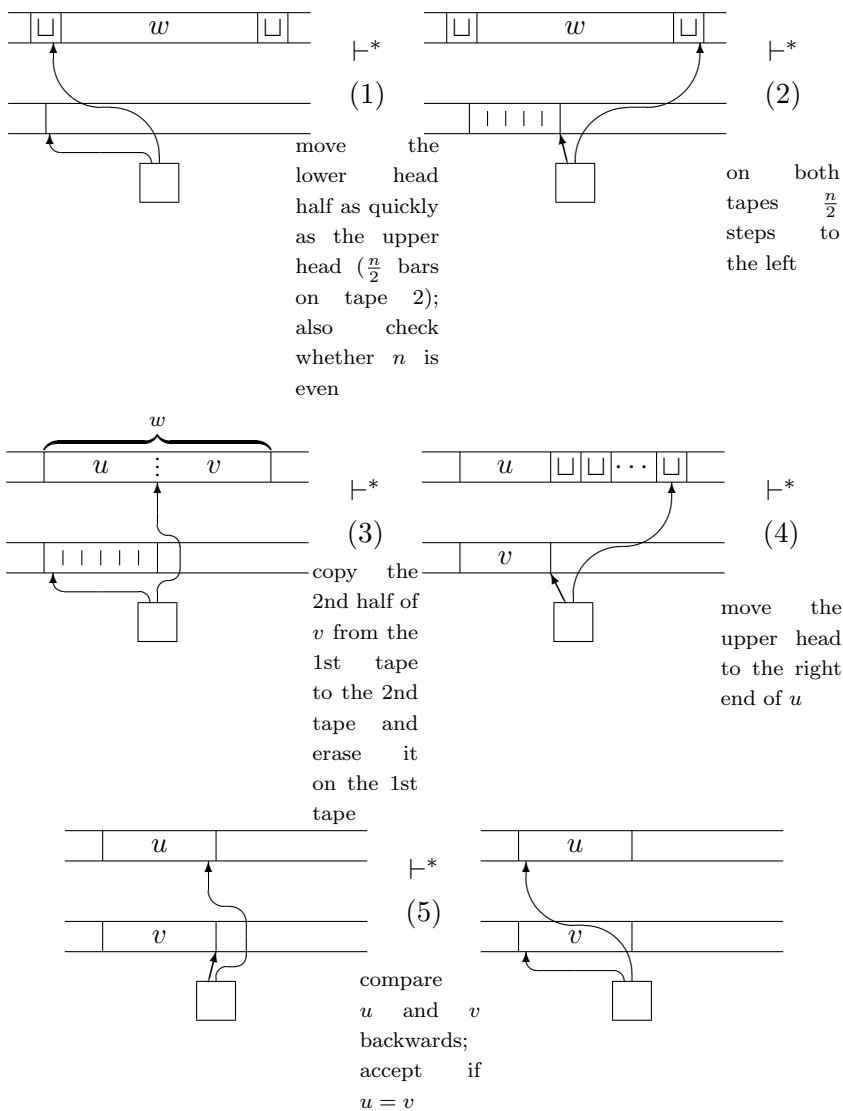 ⊔ w ⊔
⊢*
(1)
move the
lower head
half as quickly
as the upper
head (n/2 bars
on tape 2);
also check
whether n is
even
⊔ w ⊔
| | | |
⊢*
(2)
on both
tapes n/2
steps to
the left
w
u ⋮ v
| | | | |
⊢*
(3)
copy the
2nd half of
v from the
1st tape
to the 2nd
tape and
erase it
on the 1st
tape
u ⊔ ⊔ ··· ⊔
v
⊢*
(4)
move the
upper head
to the right
end of u
u
v
⊢*
(5)
compare
u and v
backwards;
accept if
u = v
u
v